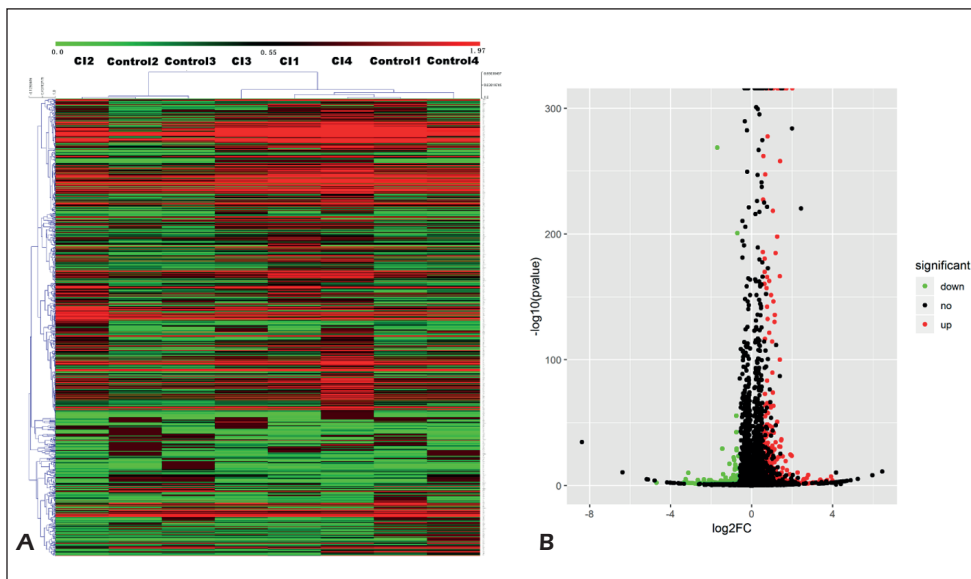 0.0 0.55 1.97
CI2 Control2 Control3 CI3 CI1 CI4 Control1 Control4
A
300
200
100
0
-log10(pvalue)
-8 -4 0 4
log2FC
significant
down
no
up
B